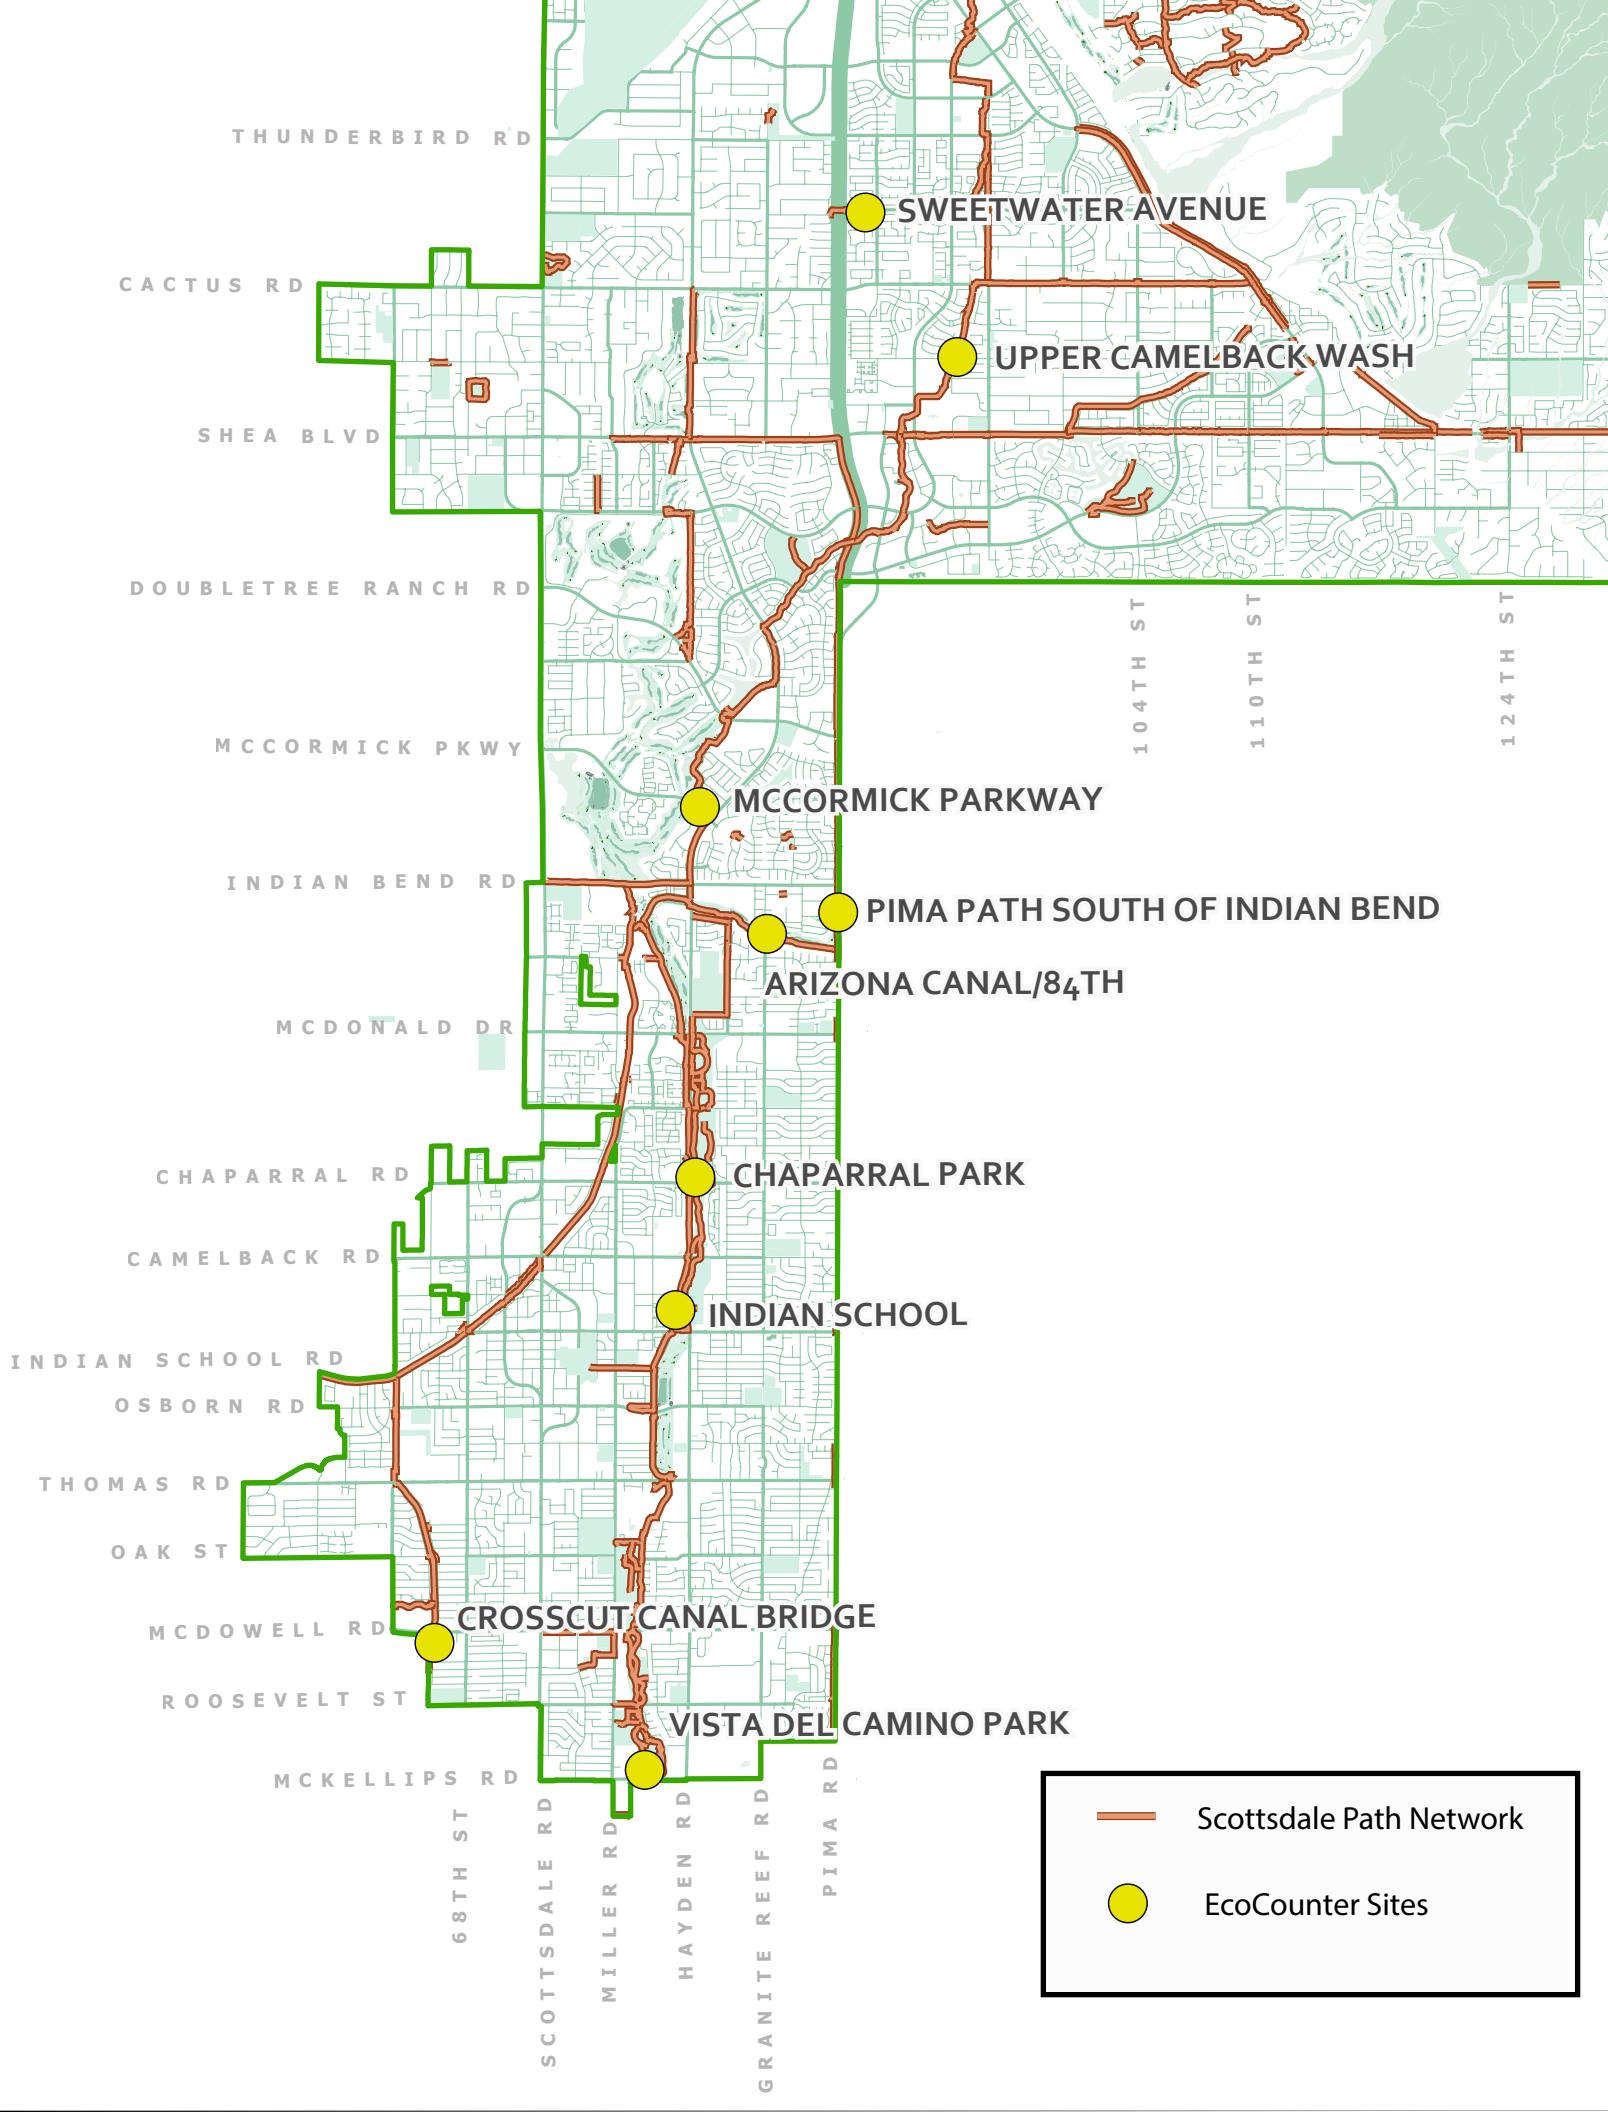 THUNDERBIRD RD
SWEETWATER AVENUE
CACTUS RD
UPPER CAMELBACK WASH
SHEA BLVD
DOUBLETREE RANCH RD
104TH ST
110TH ST
124TH ST
MCCORMICK PKWY
MCCORMICK PARKWAY
INDIAN BEND RD
PIMA PATH SOUTH OF INDIAN BEND
ARIZONA CANAL/84TH
MCDONALD DR
CHAPARRAL RD
CHAPARRAL PARK
CAMELBACK RD
INDIAN SCHOOL
INDIAN SCHOOL RD
OSBORN RD
THOMAS RD
OAK ST
CROSSCUT CANAL BRIDGE
MCDOWELL RD
ROOSEVELT ST
VISTA DEL CAMINO PARK
MCKELLIPS RD
68TH ST
SCOTTSDALE RD
MILLER RD
HAYDEN RD
GRANITE REEF RD
PIMA RD
Scottsdale Path Network
EcoCounter Sites